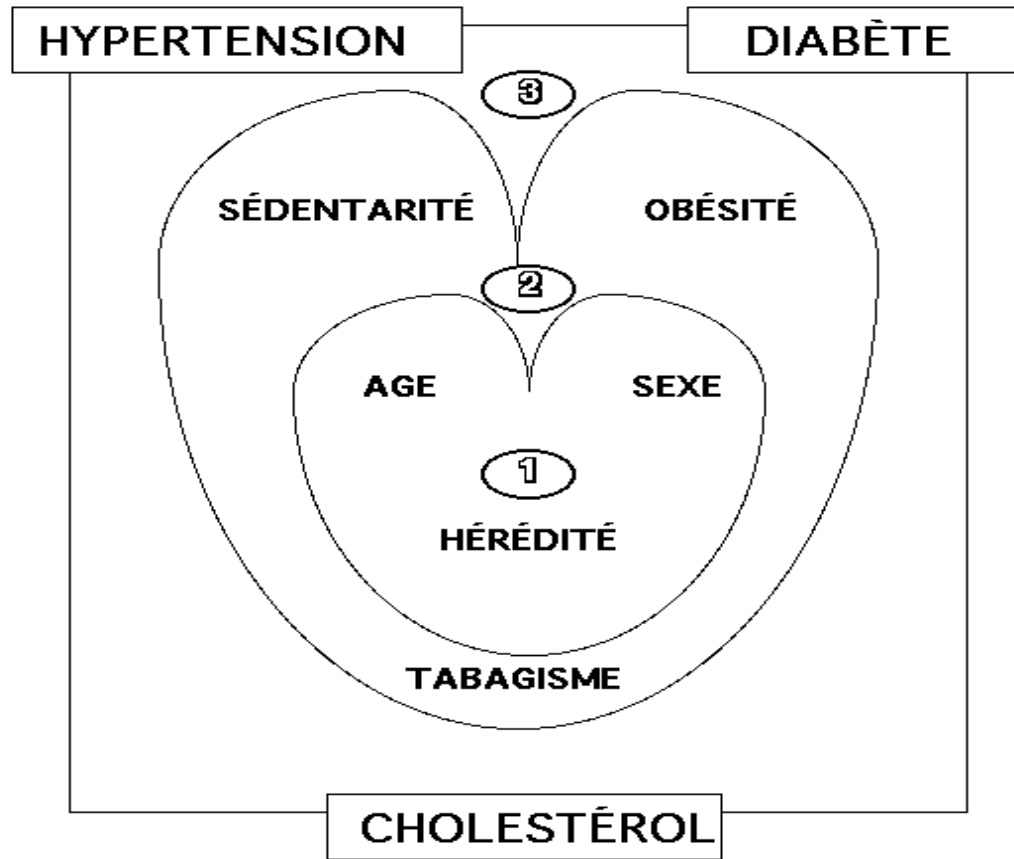 HYPERTENSION
DIABÈTE
3
SÉDENTARITÉ
OBÉSITÉ
2
AGE
SEXE
1
HÉRÉDITÉ
TABAGISME
CHOLESTÉROL